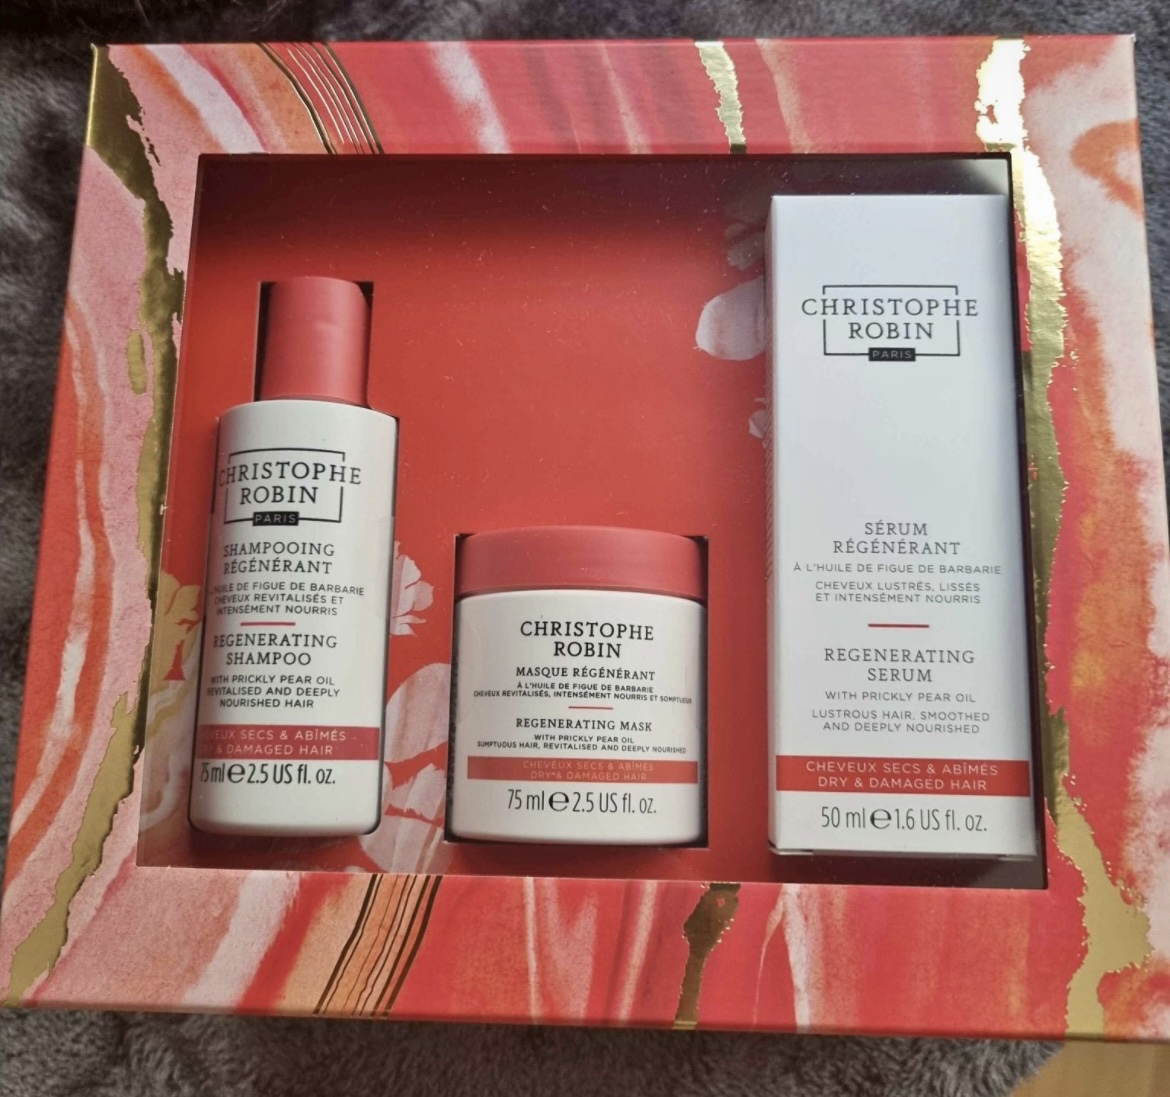 CHRISTOPHE
ROBIN
PARIS
SHAMPOOING
RÉGÉNÉRANT
L'HUILE DE FIGUE DE BARBARIE
CHEVEUX REVITALISÉS ET
INTENSÉMENT NOURRIS
REGENERATING
SHAMPOO
WITH PRICKLY PEAR OIL
REVITALISED AND DEEPLY
NOURISHED HAIR
CHEVEUX SECS & ABÎMÉS
DRY & DAMAGED HAIR
75 ml e 2.5 US fl. oz.
CHRISTOPHE
ROBIN
MASQUE RÉGÉNÉRANT
À L'HUILE DE FIGUE DE BARBARIE
CHEVEUX REVITALISÉS, INTENSÉMENT NOURRIS ET SOMPTUEUX
REGENERATING MASK
WITH PRICKLY PEAR OIL
SUMPTUOUS HAIR, REVITALISED AND DEEPLY NOURISHED
CHEVEUX SECS & ABÎMÉS
DRY & DAMAGED HAIR
75 ml e 2.5 US fl. oz.
CHRISTOPHE
ROBIN
PARIS
SÉRUM
RÉGÉNÉRANT
À L'HUILE DE FIGUE DE BARBARIE
CHEVEUX LUSTRÉS, LISSÉS
ET INTENSÉMENT NOURRIS
REGENERATING
SERUM
WITH PRICKLY PEAR OIL
LUSTROUS HAIR, SMOOTHED
AND DEEPLY NOURISHED
CHEVEUX SECS & ABÎMÉS
DRY & DAMAGED HAIR
50 ml e 1.6 US fl. oz.